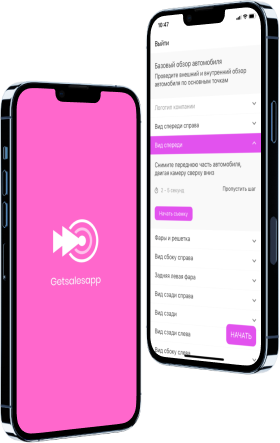 Getsalesapp
10:47
Выйти
Базовый обзор автомобиля
Проведите внешний и внутренний обзор
автомобиля по основным точкам
Логотип компании
Вид спереди справа
Вид спереди
Снимите переднюю часть автомобиля,
двигая камеру сверху вниз
2 - 5 секунд
Пропустить шаг
Начать съемку
Фары и решетка
Вид сбоку справа
Задняя левая фара
Вид сзади справа
Вид сзади
Вид сзади слева
НАЧАТЬ
Вид сбоку слева